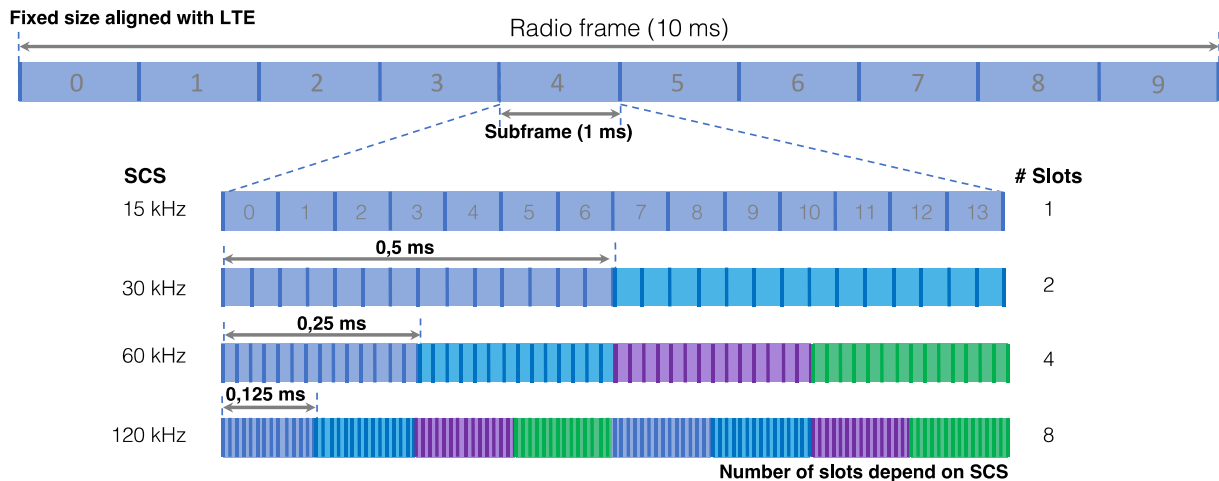 Fixed size aligned with LTE
Radio frame (10 ms)
0 1 2 3 4 5 6 7 8 9
Subframe (1 ms)
SCS # Slots
15 kHz 0 1 2 3 4 5 6 7 8 9 10 11 12 13 1
0,5 ms
30 kHz 2
0,25 ms
60 kHz 4
0,125 ms
120 kHz 8
Number of slots depend on SCS